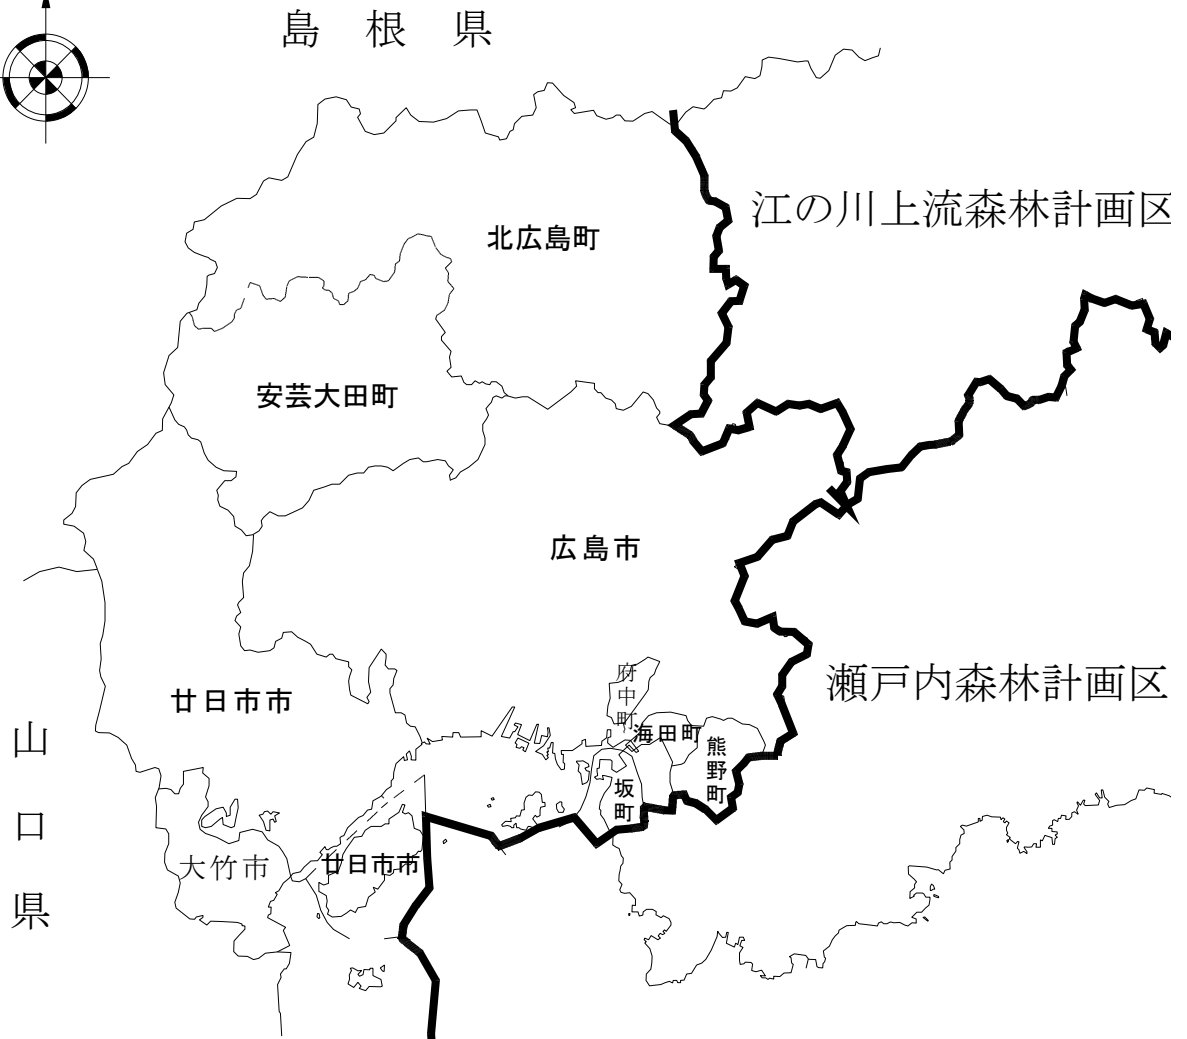 島根県
江の川上流森林計画区
北広島町
安芸大田町
広島市
府中町
瀬戸内森林計画区
廿日市市
海田町
熊野町
坂町
山口県
大竹市
廿日市市